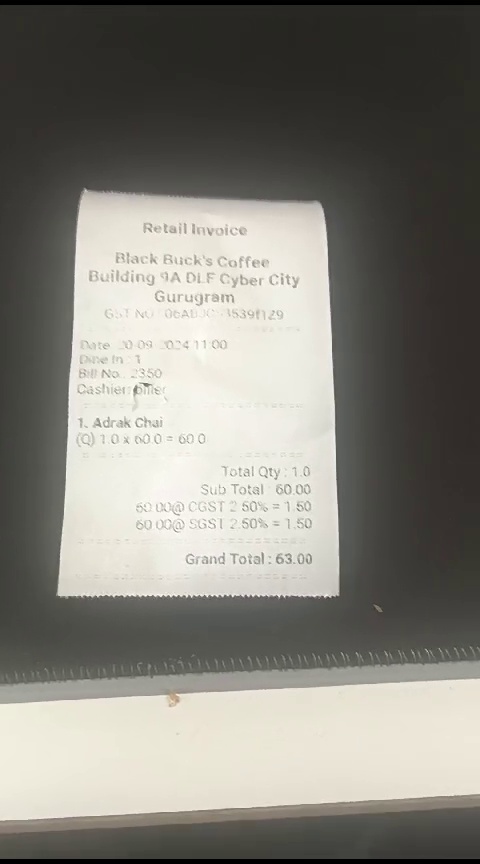 Retail Invoice
Black Buck's Coffee
Building 9A DLF Cyber City
Gurugram
GST NO
Date 20-09-2024 11:00
Dine In : 1
Bill No.: 2350
Cashier: biller
1. Adrak Chai
(Q) 1.0 x 60.0 = 60.0
Total Qty : 1.0
Sub Total : 60.00
60.00@ CGST 2.50% = 1.50
60.00@ SGST 2.50% = 1.50
Grand Total : 63.00